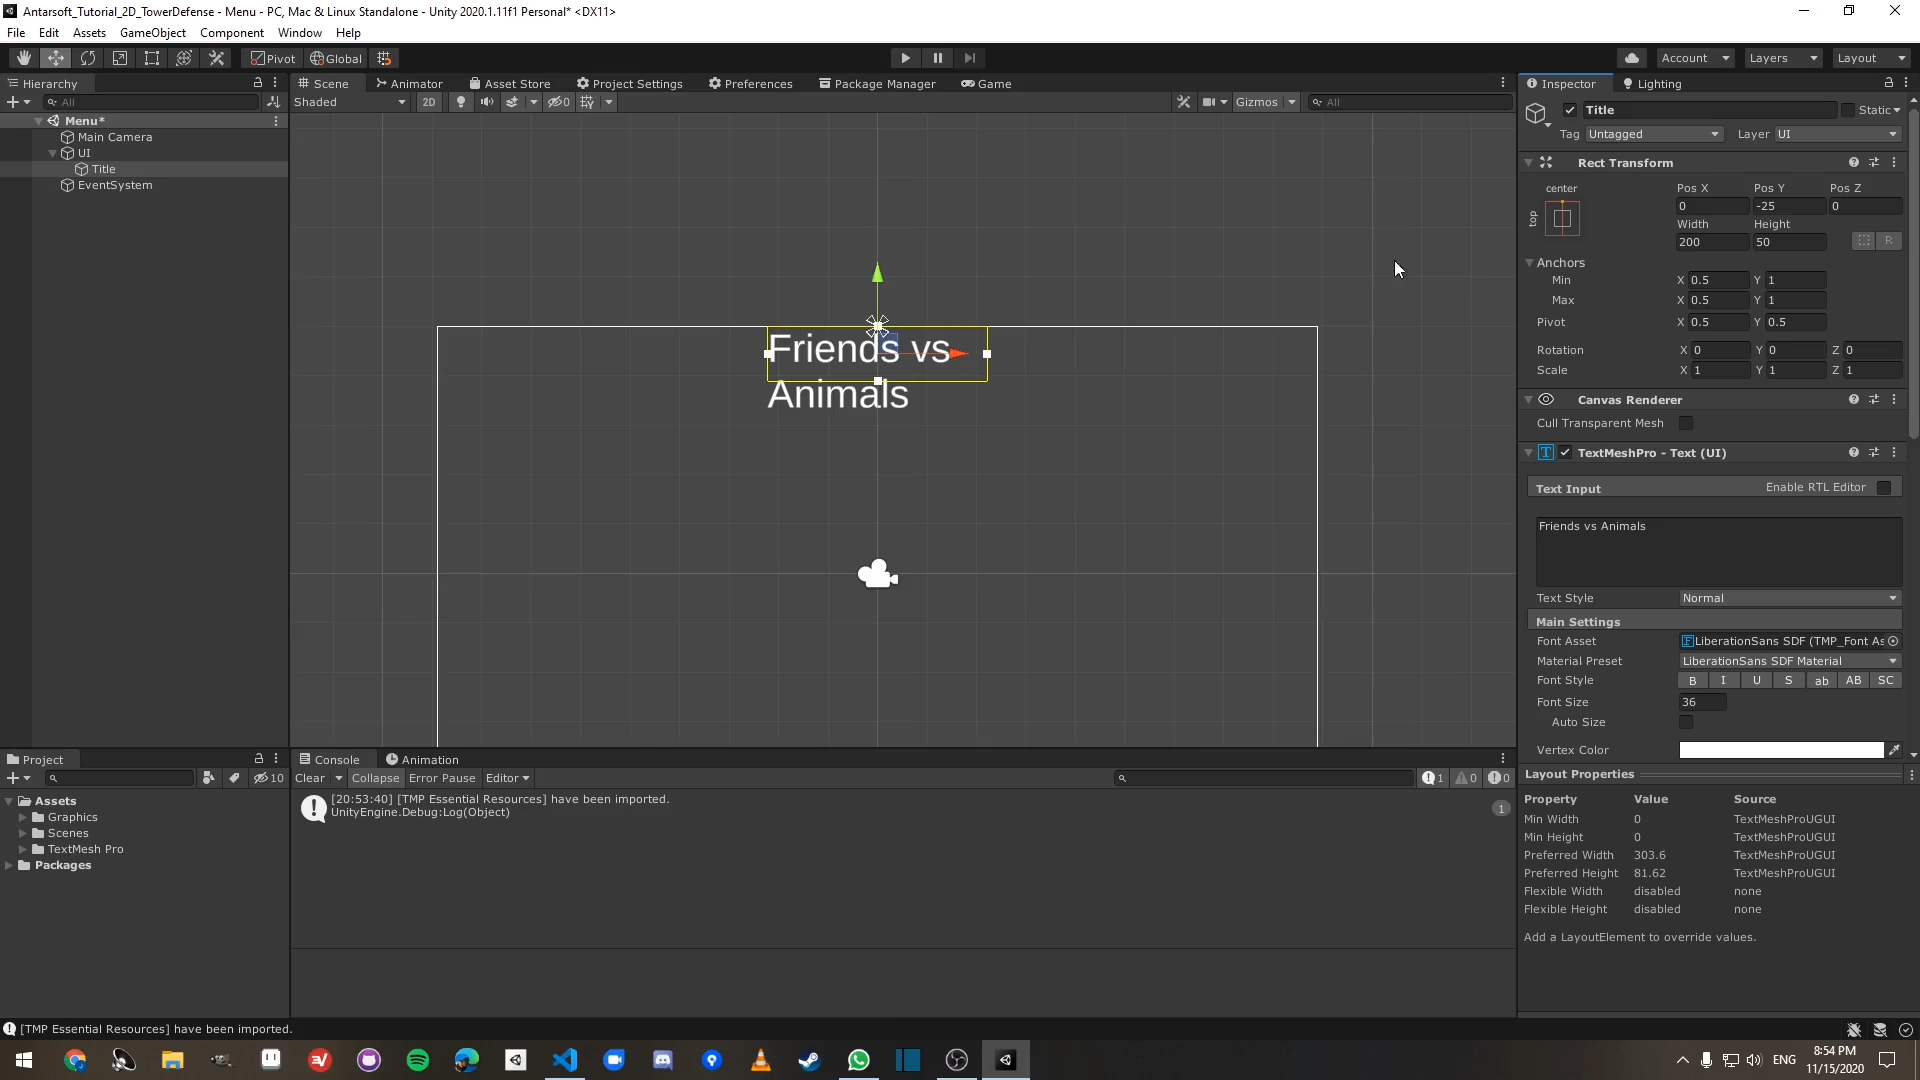 Antarsoft_Tutorial_2D_TowerDefense - Menu - PC, Mac & Linux Standalone - Unity 2020.1.11f1 Personal* <DX11>
File Edit Assets GameObject Component Window Help
Pivot Global Account Layers Layout
Hierarchy
All
Menu*
Main Camera
UI
Title
EventSystem
Scene Animator Asset Store Project Settings Preferences Package Manager Game
Shaded 2D 0 Gizmos All
Friends vs
Animals
Inspector Lighting
Title Static
Tag Untagged Layer UI
Rect Transform
center Pos X Pos Y Pos Z
top
0 -25 0
Width Height
200 50 R
Anchors
Min X 0.5 Y 1
Max X 0.5 Y 1
Pivot X 0.5 Y 0.5
Rotation X 0 Y 0 Z 0
Scale X 1 Y 1 Z 1
Canvas Renderer
Cull Transparent Mesh
T TextMeshPro - Text (UI)
Text Input Enable RTL Editor
Friends vs Animals
Text Style Normal
Main Settings
Font Asset F LiberationSans SDF (TMP_Font As
Material Preset LiberationSans SDF Material
Font Style B I U S ab AB SC
Font Size 36
Auto Size
Vertex Color
Layout Properties
Property Value Source
Min Width 0 TextMeshProUGUI
Min Height 0 TextMeshProUGUI
Preferred Width 303.6 TextMeshProUGUI
Preferred Height 81.62 TextMeshProUGUI
Flexible Width disabled none
Flexible Height disabled none
Add a LayoutElement to override values.
Project
10
Assets
Graphics
Scenes
TextMesh Pro
Packages
Console Animation
Clear Collapse Error Pause Editor 1 0 0
[20:53:40] [TMP Essential Resources] have been imported.
UnityEngine.Debug:Log(Object)
1
[TMP Essential Resources] have been imported.
ENG
8:54 PM
11/15/2020